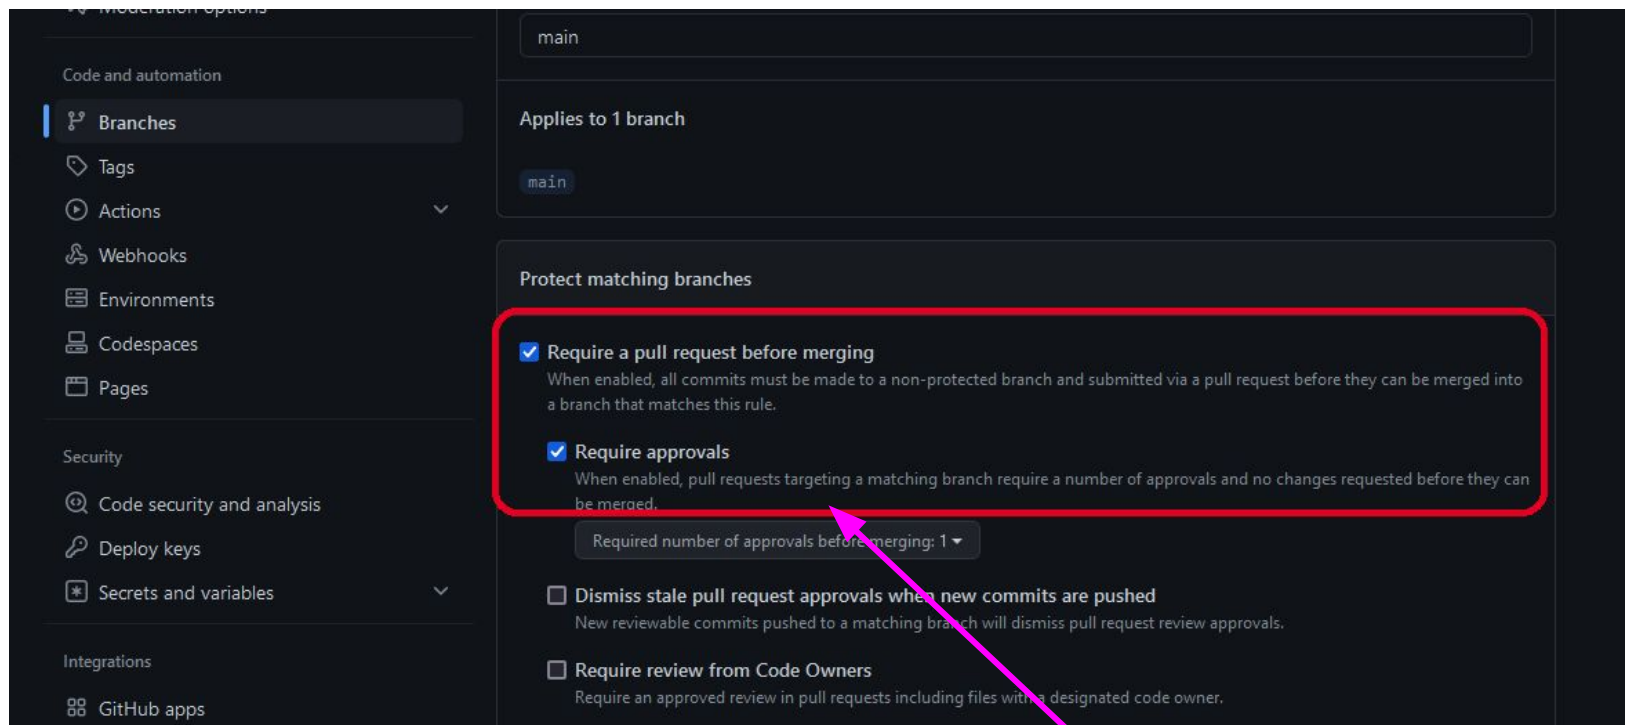 Moderation options
Code and automation
Branches
Tags
Actions
Webhooks
Environments
Codespaces
Pages
Security
Code security and analysis
Deploy keys
Secrets and variables
Integrations
GitHub apps
main
Applies to 1 branch
main
Protect matching branches
Require a pull request before merging
When enabled, all commits must be made to a non-protected branch and submitted via a pull request before they can be merged into
a branch that matches this rule.
Require approvals
When enabled, pull requests targeting a matching branch require a number of approvals and no changes requested before they can
be merged.
Required number of approvals before merging: 1
Dismiss stale pull request approvals when new commits are pushed
New reviewable commits pushed to a matching branch will dismiss pull request review approvals.
Require review from Code Owners
Require an approved review in pull requests including files with a designated code owner.